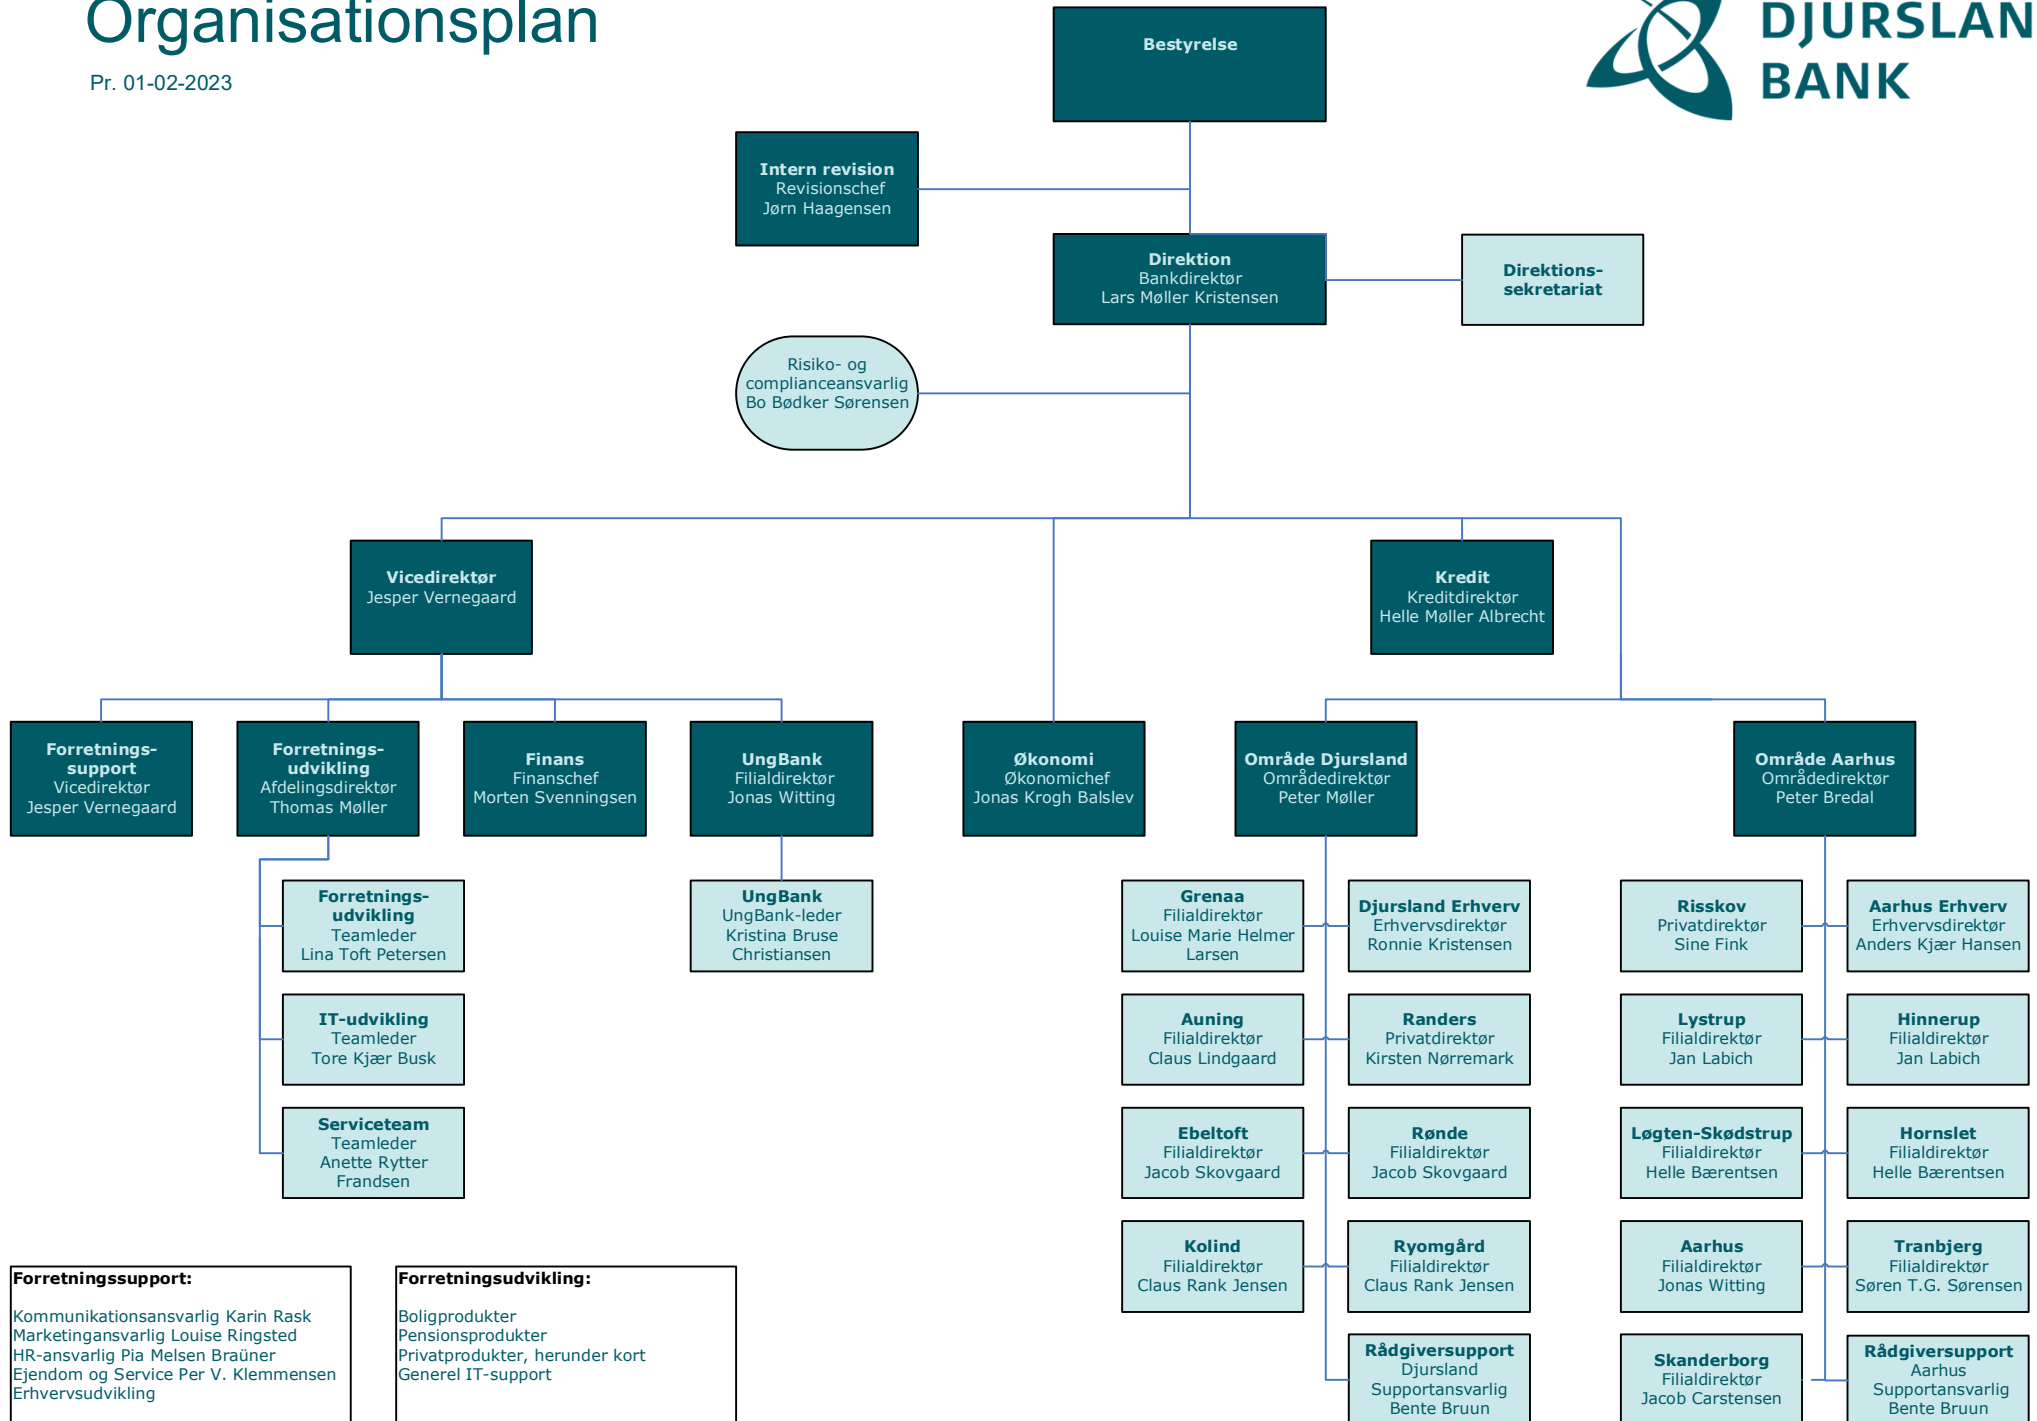 Organisationsplan
Pr. 01-02-2023
DJURSLAN
BANK
Bestyrelse
Intern revision
Revisionschef
Jørn Haagensen
Direktion
Bankdirektør
Lars Møller Kristensen
Direktions-
sekretariat
Risiko- og
complianceansvarlig
Bo Bødker Sørensen
Vicedirektør
Jesper Vernegaard
Kredit
Kreditdirektør
Helle Møller Albrecht
Forretnings-
support
Vicedirektør
Jesper Vernegaard
Forretnings-
udvikling
Afdelingsdirektør
Thomas Møller
Finans
Finanschef
Morten Svenningsen
UngBank
Filialdirektør
Jonas Witting
Økonomi
Økonomichef
Jonas Krogh Balslev
Område Djursland
Områdedirektør
Peter Møller
Område Aarhus
Områdedirektør
Peter Bredal
Forretnings-
udvikling
Teamleder
Lina Toft Petersen
UngBank
UngBank-leder
Kristina Bruse
Christiansen
Grenaa
Filialdirektør
Louise Marie Helmer
Larsen
Djursland Erhverv
Erhvervsdirektør
Ronnie Kristensen
Risskov
Privatdirektør
Sine Fink
Aarhus Erhverv
Erhvervsdirektør
Anders Kjær Hansen
IT-udvikling
Teamleder
Tore Kjær Busk
Auning
Filialdirektør
Claus Lindgaard
Randers
Privatdirektør
Kirsten Nørremark
Lystrup
Filialdirektør
Jan Labich
Hinnerup
Filialdirektør
Jan Labich
Serviceteam
Teamleder
Anette Rytter
Frandsen
Ebeltoft
Filialdirektør
Jacob Skovgaard
Rønde
Filialdirektør
Jacob Skovgaard
Løgten-Skødstrup
Filialdirektør
Helle Bærentsen
Hornslet
Filialdirektør
Helle Bærentsen
Kolind
Filialdirektør
Claus Rank Jensen
Ryomgård
Filialdirektør
Claus Rank Jensen
Aarhus
Filialdirektør
Jonas Witting
Tranbjerg
Filialdirektør
Søren T.G. Sørensen
Rådgiversupport
Djursland
Supportansvarlig
Bente Bruun
Skanderborg
Filialdirektør
Jacob Carstensen
Rådgiversupport
Aarhus
Supportansvarlig
Bente Bruun
Forretningssupport:
Kommunikationsansvarlig Karin Rask
Marketingansvarlig Louise Ringsted
HR-ansvarlig Pia Melsen Braüner
Ejendom og Service Per V. Klemmensen
Erhvervsudvikling
Forretningsudvikling:
Boligprodukter
Pensionsprodukter
Privatprodukter, herunder kort
Generel IT-support